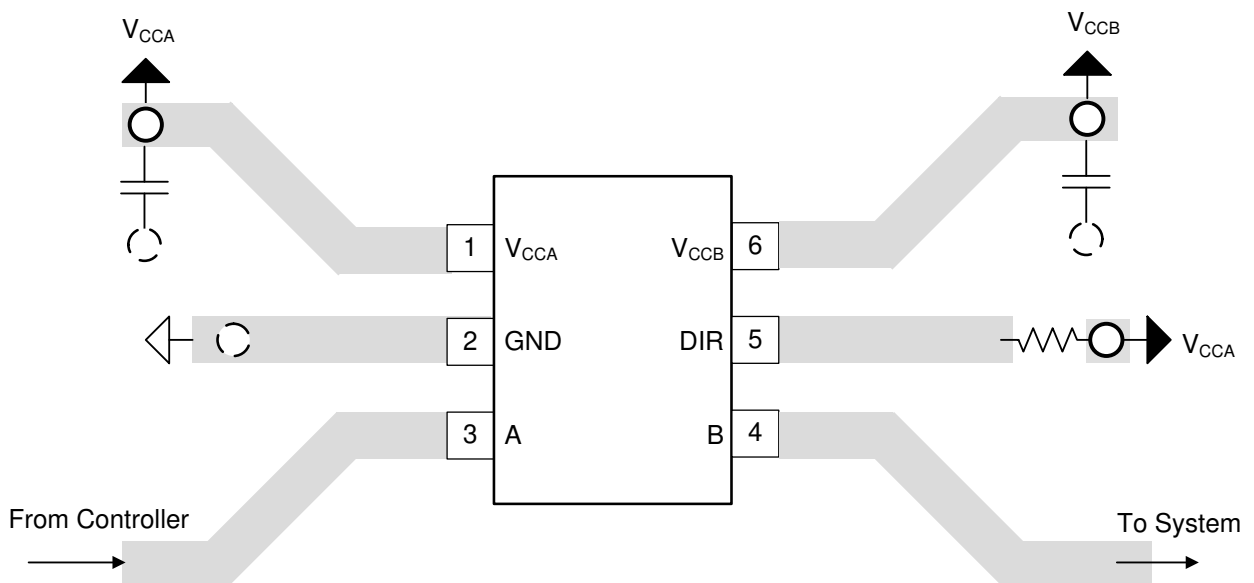 VCCA
VCCB
1 VCCA VCCB 6
2 GND DIR 5
VCCA
3 A B 4
From Controller
To System